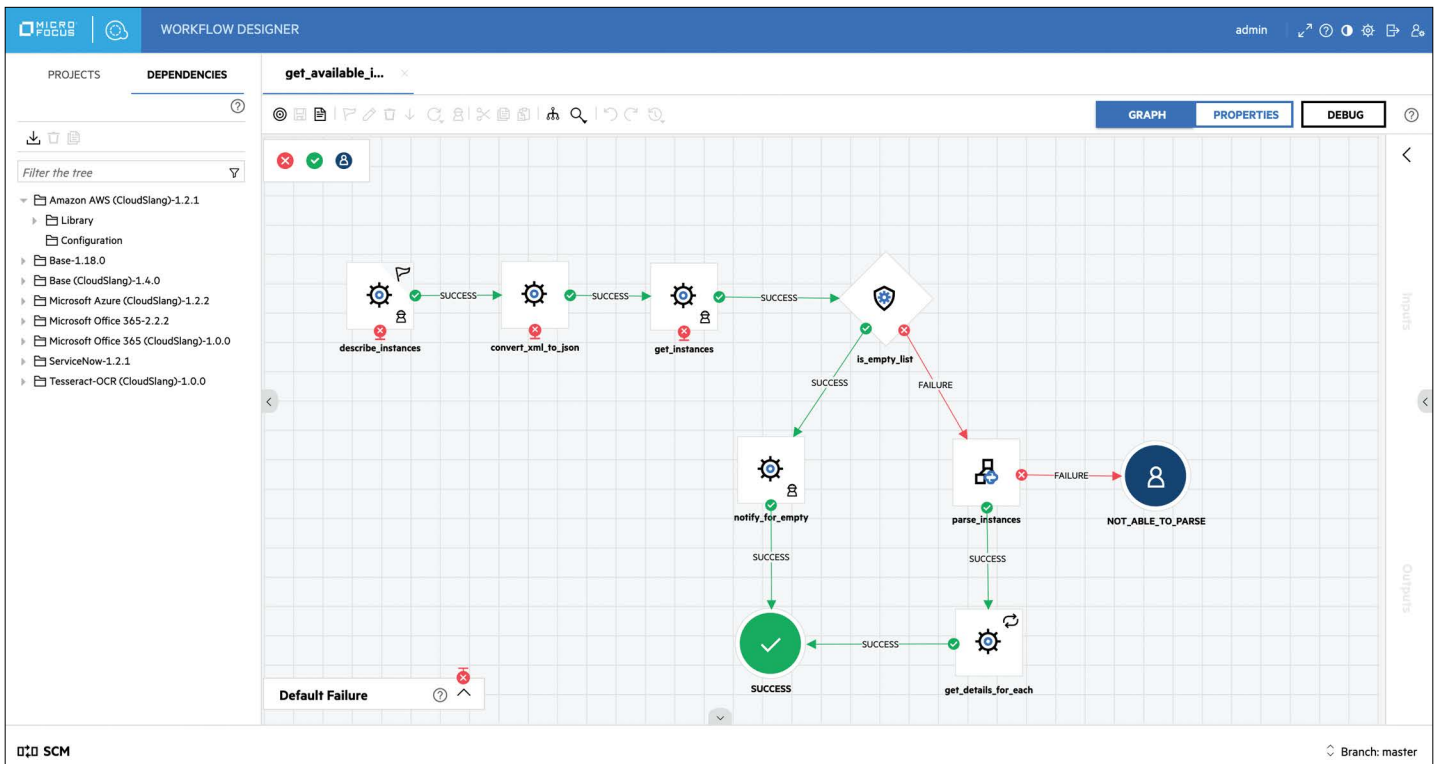 MICRO FOCUS
WORKFLOW DESIGNER
admin
PROJECTS
DEPENDENCIES
get_available_i...
GRAPH
PROPERTIES
DEBUG
Filter the tree
Amazon AWS (CloudSlang)-1.2.1
Library
Configuration
Base-1.18.0
Base (CloudSlang)-1.4.0
Microsoft Azure (CloudSlang)-1.2.2
Microsoft Office 365-2.2.2
Microsoft Office 365 (CloudSlang)-1.0.0
ServiceNow-1.2.1
Tesseract-OCR (CloudSlang)-1.0.0
SUCCESS
SUCCESS
SUCCESS
describe_instances
convert_xml_to_json
get_instances
is_empty_list
Inputs
SUCCESS
FAILURE
FAILURE
notify_for_empty
parse_instances
NOT_ABLE_TO_PARSE
SUCCESS
SUCCESS
Outputs
SUCCESS
SUCCESS
get_details_for_each
Default Failure
SCM
Branch: master